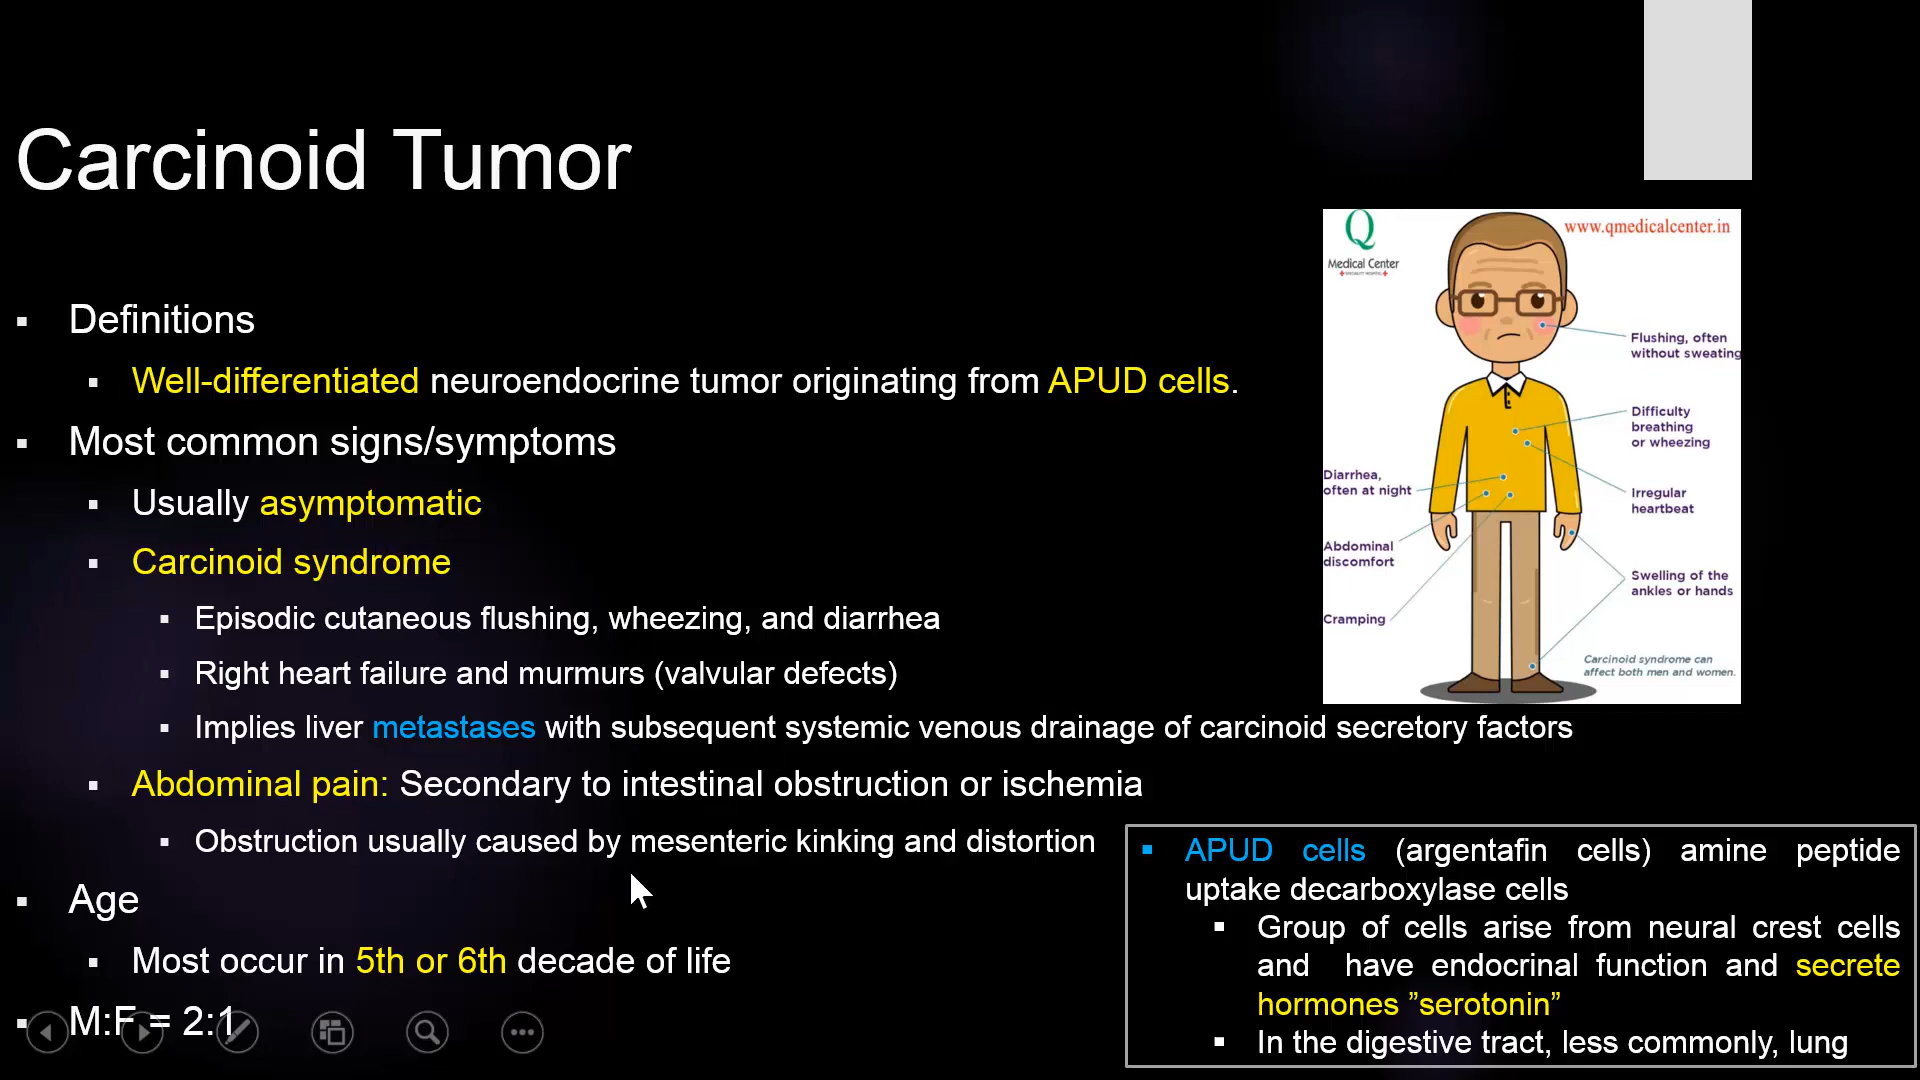 Carcinoid Tumor
▪ Definitions
▪ Well-differentiated neuroendocrine tumor originating from APUD cells.
▪ Most common signs/symptoms
▪ Usually asymptomatic
▪ Carcinoid syndrome
▪ Episodic cutaneous flushing, wheezing, and diarrhea
▪ Right heart failure and murmurs (valvular defects)
▪ Implies liver metastases with subsequent systemic venous drainage of carcinoid secretory factors
▪ Abdominal pain: Secondary to intestinal obstruction or ischemia
▪ Obstruction usually caused by mesenteric kinking and distortion
▪ Age
▪ Most occur in 5th or 6th decade of life
▪ M:F = 2:1
Q
Medical Center
www.qmedicalcenter.in
Flushing, often
without sweating
Difficulty
breathing
or wheezing
Diarrhea,
often at night
Irregular
heartbeat
Abdominal
discomfort
Swelling of the
ankles or hands
Cramping
Carcinoid syndrome can
affect both men and women.
▪ APUD cells (argentafin cells) amine peptide
uptake decarboxylase cells
▪ Group of cells arise from neural crest cells
and have endocrinal function and secrete
hormones ”serotonin”
▪ In the digestive tract, less commonly, lung